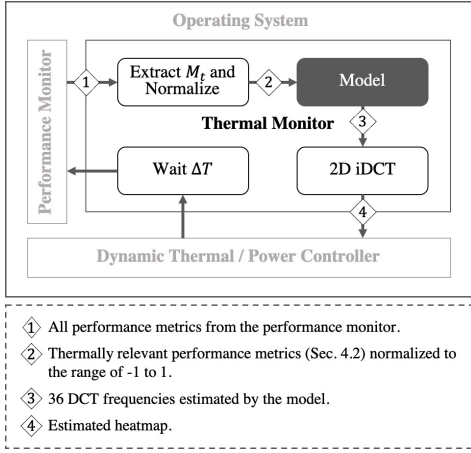 Operating System
Performance Monitor
1
Extract Mt and
Normalize
2
Model
Thermal Monitor
3
Wait ΔT
2D iDCT
4
Dynamic Thermal / Power Controller
1 All performance metrics from the performance monitor.
2 Thermally relevant performance metrics (Sec. 4.2) normalized to
the range of -1 to 1.
3 36 DCT frequencies estimated by the model.
4 Estimated heatmap.